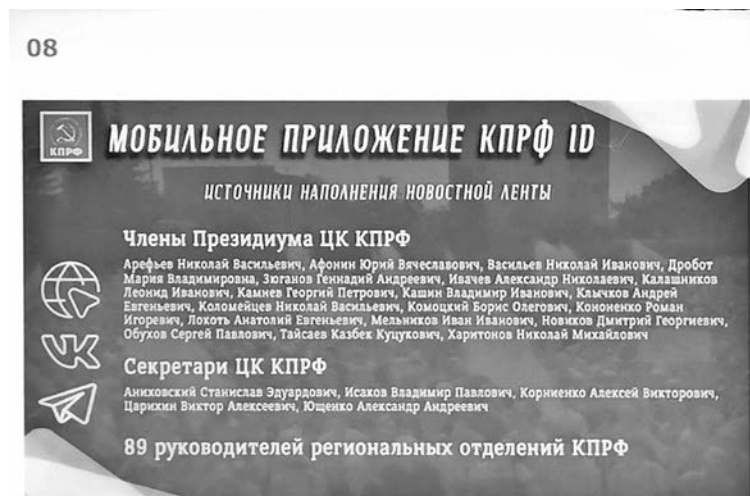 08
КПРФ
МОБИЛЬНОЕ ПРИЛОЖЕНИЕ КПРФ ID
ИСТОЧНИКИ НАПОЛНЕНИЯ НОВОСТНОЙ ЛЕНТЫ
Члены Президиума ЦК КПРФ
Арефьев Николай Васильевич, Афонин Юрий Вячеславович, Васильев Николай Иванович, Дробот
Мария Владимировна, Зюганов Геннадий Андреевич, Ивачев Александр Николаевич, Калашников
Леонид Иванович, Камнев Георгий Петрович, Кашин Владимир Иванович, Клычков Андрей
Евгеньевич, Коломейцев Николай Васильевич, Комоцкий Борис Олегович, Кононенко Роман
Игоревич, Локоть Анатолий Евгеньевич, Мельников Иван Иванович, Новиков Дмитрий Георгиевич,
Обухов Сергей Павлович, Тайсаев Казбек Куцукович, Харитонов Николай Михайлович
Секретари ЦК КПРФ
Аниховский Станислав Эдуардович, Исаков Владимир Павлович, Корниенко Алексей Викторович,
Царихин Виктор Алексеевич, Ющенко Александр Андреевич
89 руководителей региональных отделений КПРФ